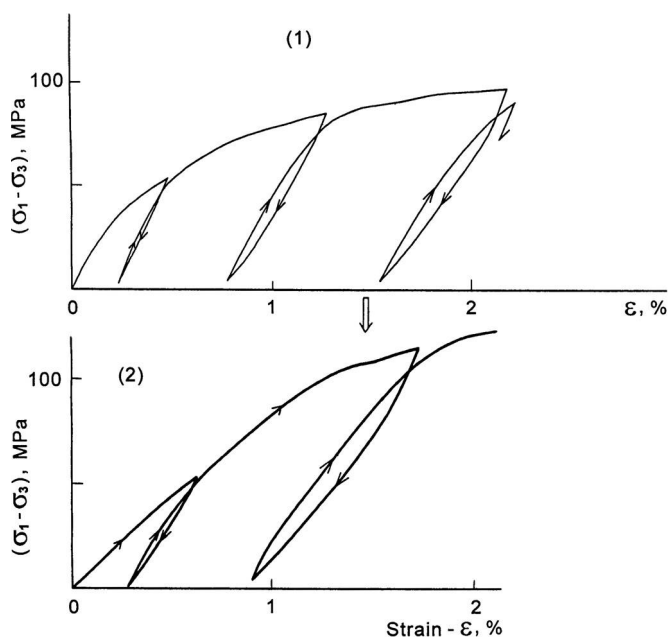 (1)
100
(σ1 - σ3), MPa
0
1
2
ε, %
(2)
100
(σ1 - σ3), MPa
0
1
2
Strain - ε, %